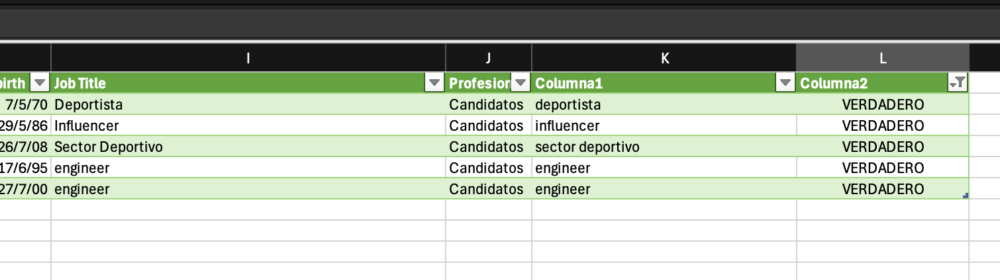 I J K L
birth Job Title Profesion Columna1 Columna2
7/5/70 Deportista Candidatos deportista VERDADERO
29/5/86 Influencer Candidatos influencer VERDADERO
26/7/08 Sector Deportivo Candidatos sector deportivo VERDADERO
17/6/95 engineer Candidatos engineer VERDADERO
27/7/00 engineer Candidatos engineer VERDADERO